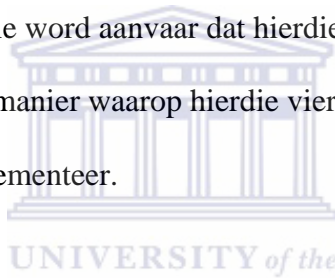 e word aanvaar dat hierdie
manier waarop hierdie vier
ementeer.
UNIVERSITY of the